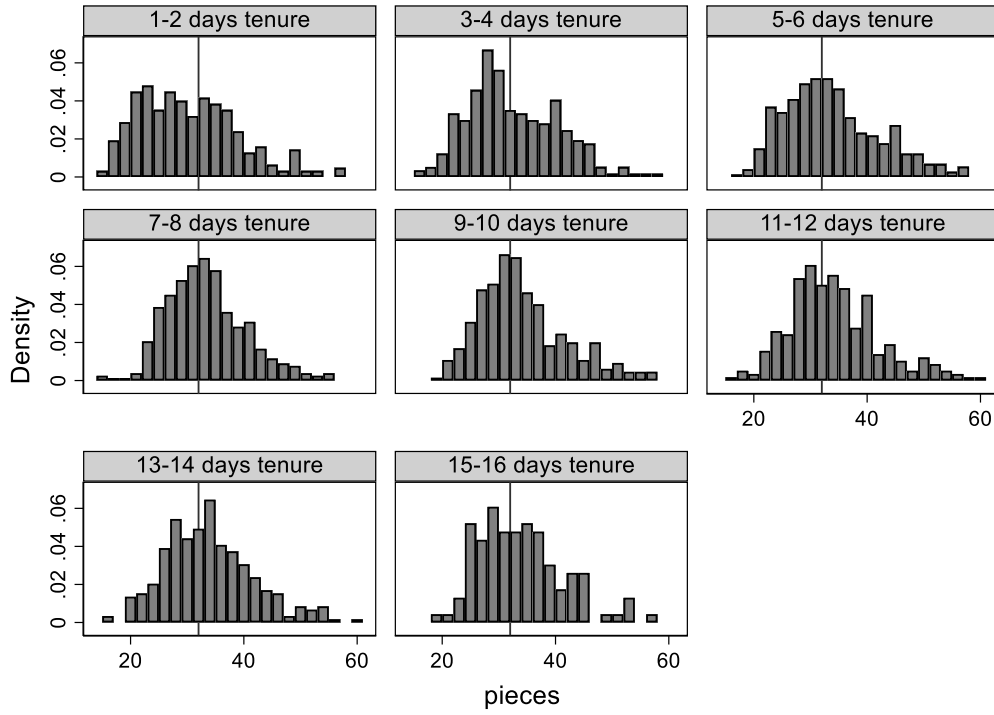 1-2 days tenure
3-4 days tenure
5-6 days tenure
0 .02 .04 .06
7-8 days tenure
9-10 days tenure
11-12 days tenure
0 .02 .04 .06
20 40 60
Density
13-14 days tenure
15-16 days tenure
0 .02 .04 .06
20 40 60
20 40 60
pieces